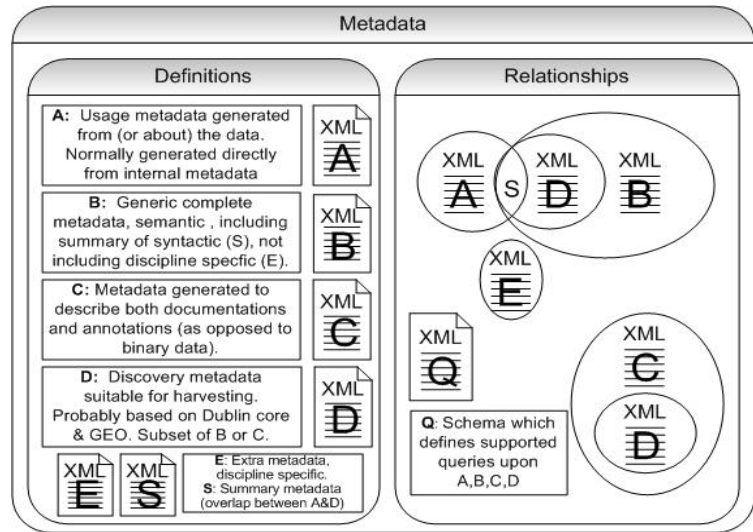 Metadata
Definitions
A: Usage metadata generated
from (or about) the data.
Normally generated directly
from internal metadata
XML
A
B: Generic complete
metadata, semantic , including
summary of syntactic (S), not
including discipline specfic (E).
XML
B
C: Metadata generated to
describe both documentations
and annotations (as opposed to
binary data).
XML
C
D: Discovery metadata
suitable for harvesting.
Probably based on Dublin core
& GEO. Subset of B or C.
XML
D
XML
E
XML
S
E: Extra metadata,
discipline specific.
S: Summary metadata
(overlap between A&D)
Relationships
XML
A
S
XML
D
XML
B
XML
E
XML
Q
Q: Schema which
defines supported
queries upon
A,B,C,D
XML
C
XML
D